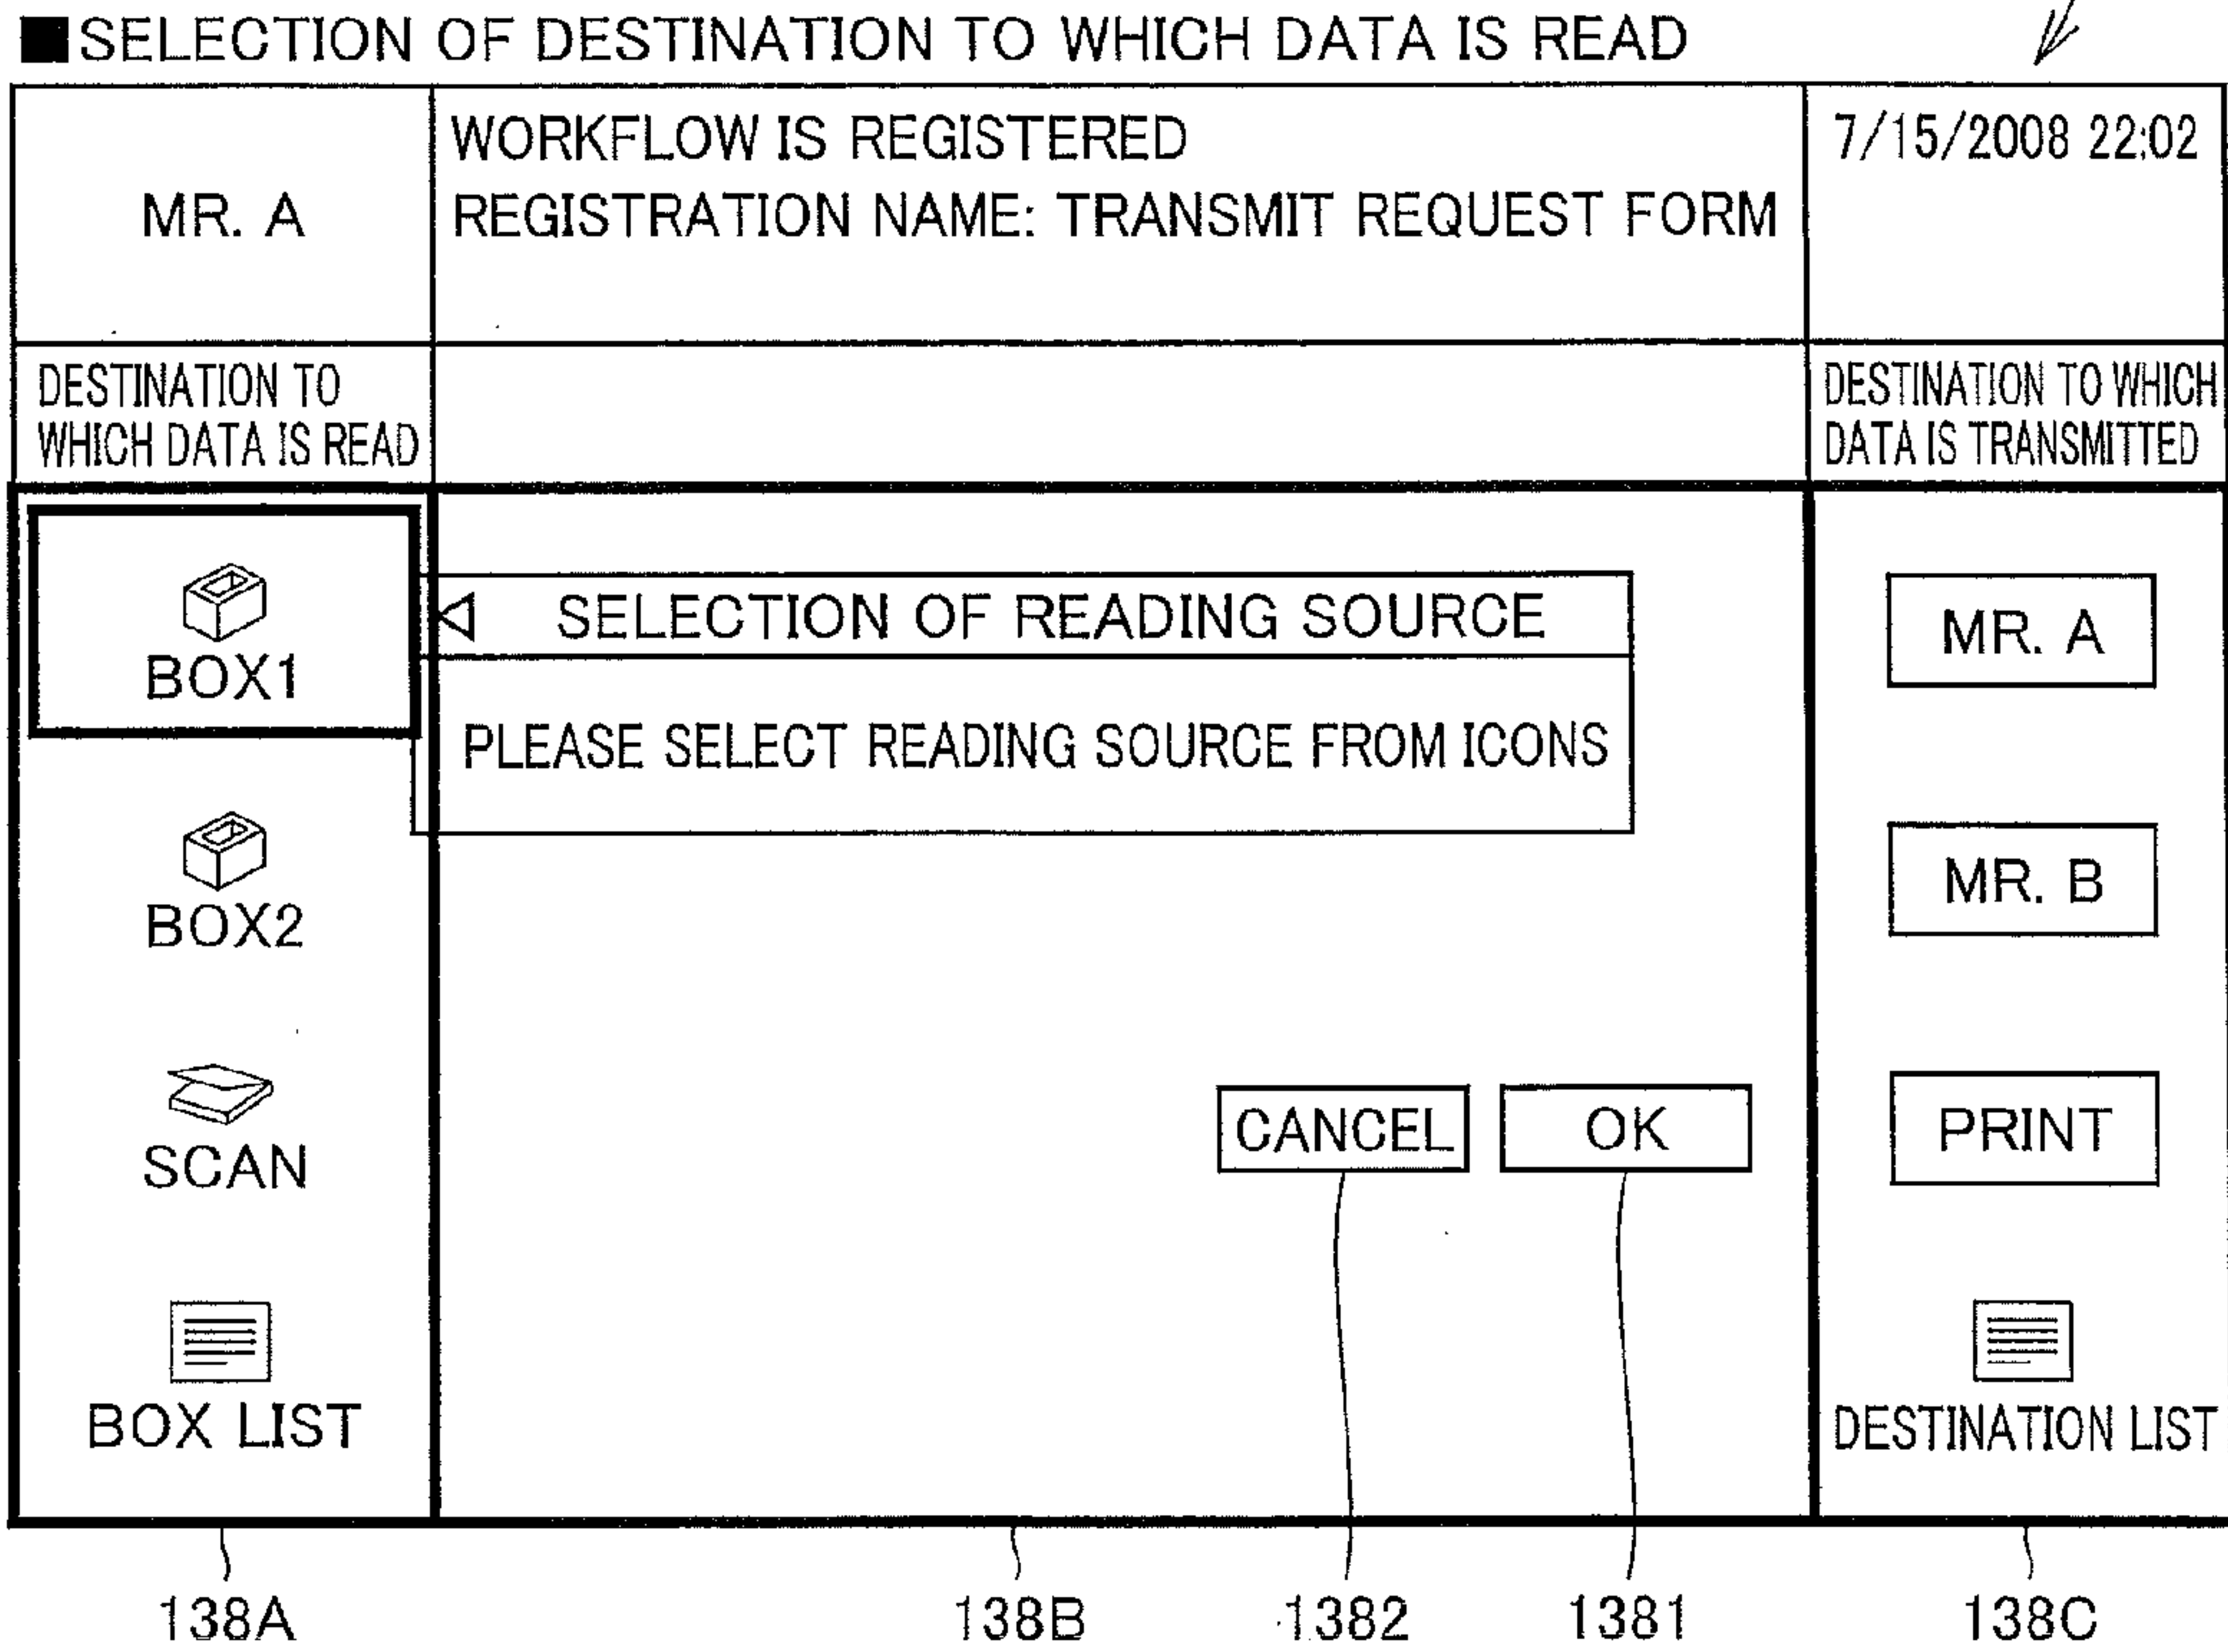 ■SELECTION OF DESTINATION TO WHICH DATA IS READ
MR. A
WORKFLOW IS REGISTERED
REGISTRATION NAME: TRANSMIT REQUEST FORM
7/15/2008 22:02
DESTINATION TO
WHICH DATA IS READ
DESTINATION TO WHICH
DATA IS TRANSMITTED
BOX1
BOX2
SCAN
BOX LIST
SELECTION OF READING SOURCE
PLEASE SELECT READING SOURCE FROM ICONS
CANCEL
OK
MR. A
MR. B
PRINT
DESTINATION LIST
138A
138B
1382
1381
138C